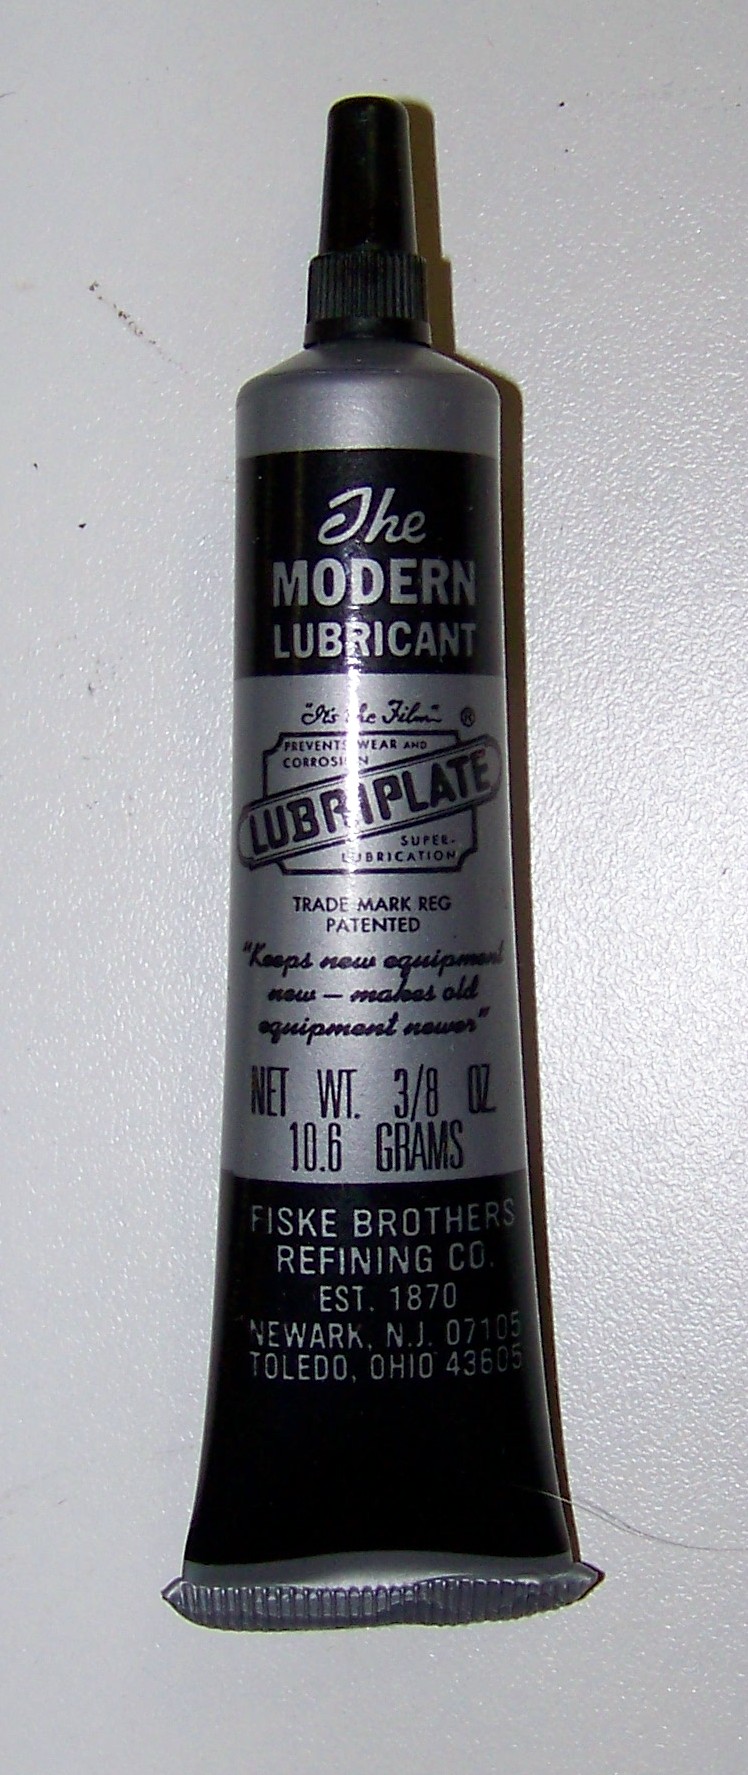 The
MODERN
LUBRICANT
"It's the Film" ®
PREVENTS WEAR AND
CORROSION
LUBRIPLATE
SUPER-
LUBRICATION
TRADE MARK REG
PATENTED
"Keeps new equipment
new — makes old
equipment newer"
NET WT. 3/8 OZ.
10.6 GRAMS
FISKE BROTHERS
REFINING CO.
EST. 1870
NEWARK, N.J. 07105
TOLEDO, OHIO 43605